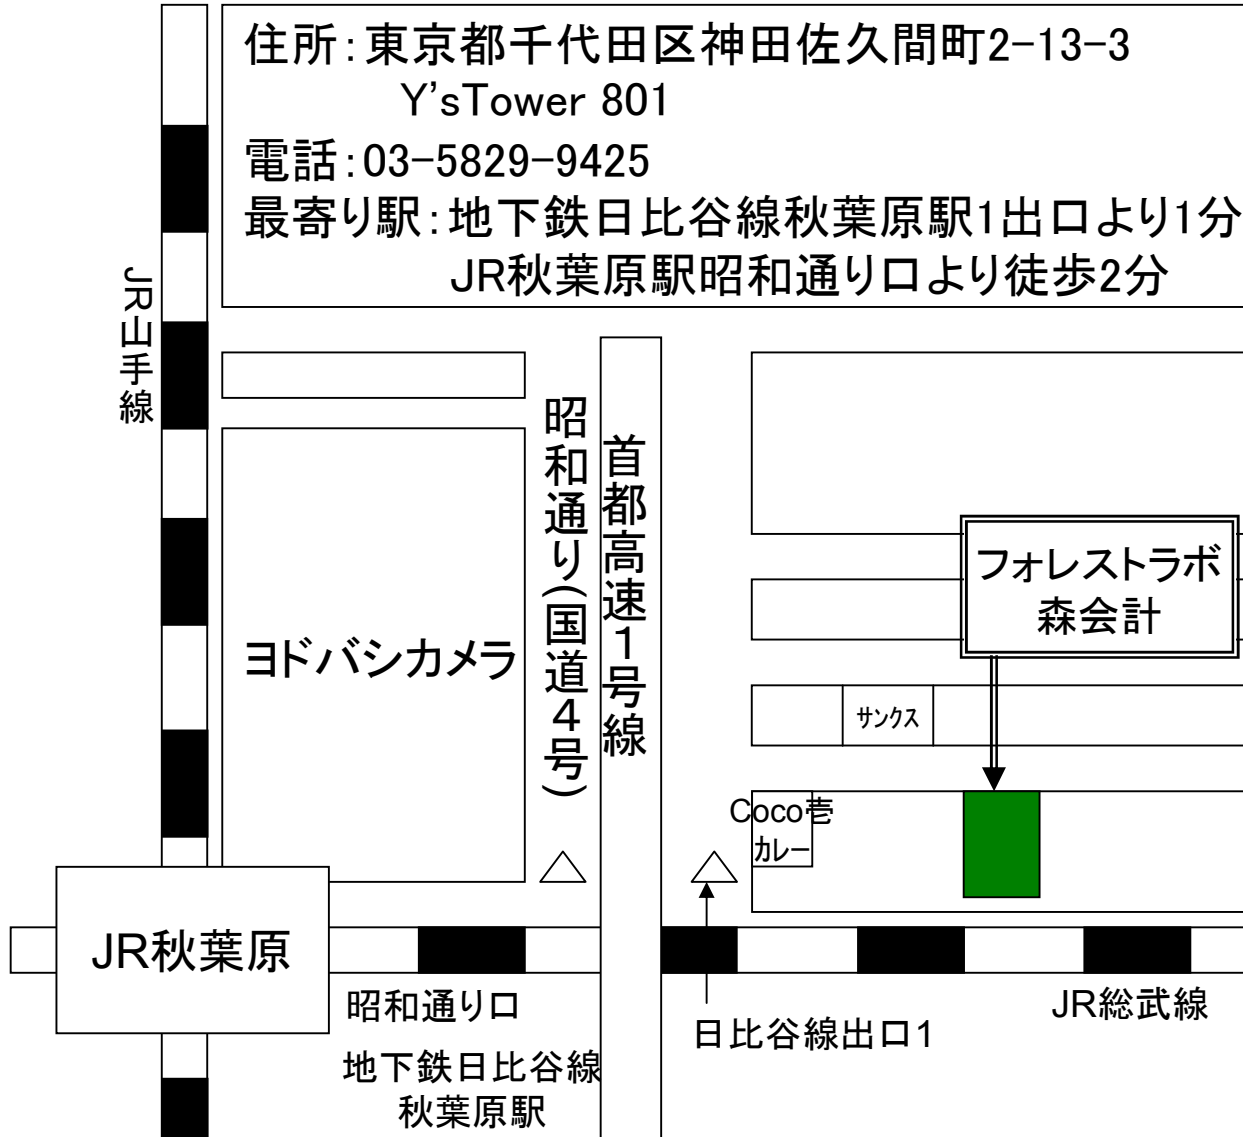 住所:東京都千代田区神田佐久間町2-13-3
Y'sTower 801
電話:03-5829-9425
最寄り駅:地下鉄日比谷線秋葉原駅1出口より1分
JR秋葉原駅昭和通り口より徒歩2分
JR山手線
昭和通り(国道4号)
首都高速1号線
フォレストラボ
森会計
ヨドバシカメラ
サンクス
Coco壱
カレー
JR秋葉原
昭和通り口
日比谷線出口1
JR総武線
地下鉄日比谷線
秋葉原駅